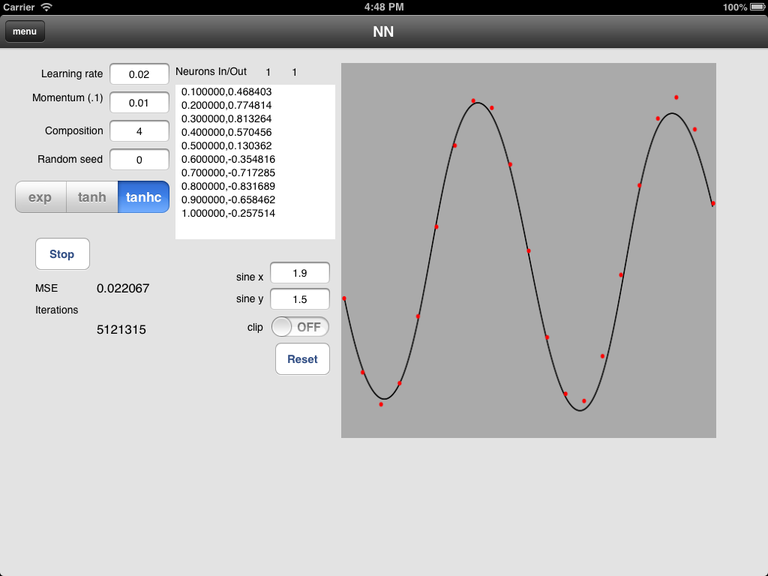 Carrier 4:48 PM 100%
menu NN
Learning rate 0.02
Momentum (.1) 0.01
Composition 4
Random seed 0
exp tanh tanhc
Stop
MSE 0.022067
Iterations
5121315
Neurons In/Out 1 1
0.100000,0.468403
0.200000,0.774814
0.300000,0.813264
0.400000,0.570456
0.500000,0.130362
0.600000,-0.354816
0.700000,-0.717285
0.800000,-0.831689
0.900000,-0.658462
1.000000,-0.257514
sine x 1.9
sine y 1.5
clip OFF
Reset